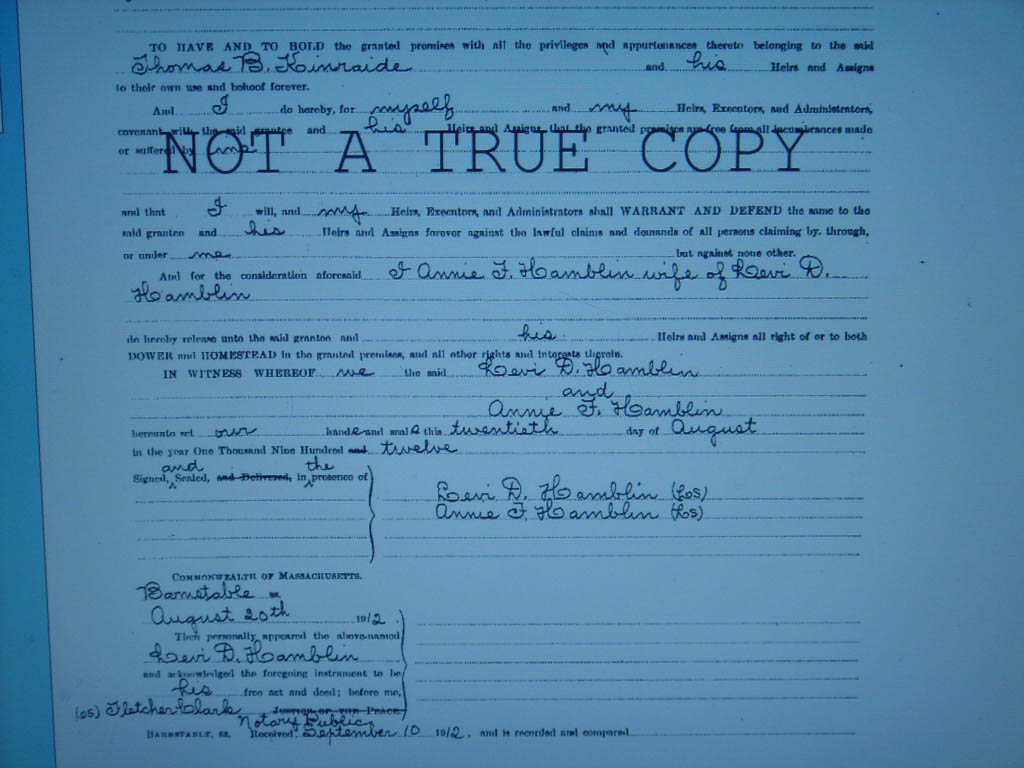 TO HAVE AND TO HOLD the granted premises with all the privileges and appurtenances thereto belonging to the said
Thomas B. Kinraide and his Heirs and Assigns
to their own use and behoof forever.
And I do hereby, for myself and my Heirs, Executors, and Administrators,
covenant with the said grantee and his Heirs and Assigns that the granted premises are free from all incumbrances made
or suffered by me
NOT A TRUE COPY
and that I will, and my Heirs, Executors, and Administrators shall WARRANT AND DEFEND the same to the
said grantee and his Heirs and Assigns forever against the lawful claims and demands of all persons claiming by, through,
or under me but against none other.
And for the consideration aforesaid I Annie F. Hamblin wife of Levi D.
Hamblin
do hereby release unto the said grantee and his Heirs and Assigns all right of or to both
DOWER and HOMESTEAD in the granted premises, and all other rights and interests therein.
IN WITNESS WHEREOF we the said Levi D. Hamblin
and
Annie F. Hamblin
hereunto set our hands and seals this twentieth day of August
in the year One Thousand Nine Hundred and twelve
and the
Signed, Sealed, and Delivered, in presence of
Levi D. Hamblin (LS)
Annie F. Hamblin (LS)
COMMONWEALTH OF MASSACHUSETTS.
Barnstable ss.
August 20th 1912.
Then personally appeared the above-named
Levi D. Hamblin
and acknowledged the foregoing instrument to be
his free act and deed; before me,
Fletcher Clark JUSTICE OF THE PEACE
Notary Public
BARNSTABLE, ss. Received September 10 1912, and is recorded and compared